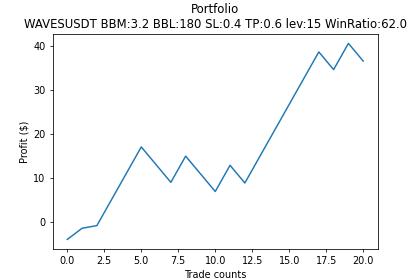 Portfolio
WAVESUSDT BBM:3.2 BBL:180 SL:0.4 TP:0.6 lev:15 WinRatio:62.0
40
30
20
10
0
Profit ($)
0.0 2.5 5.0 7.5 10.0 12.5 15.0 17.5 20.0
Trade counts